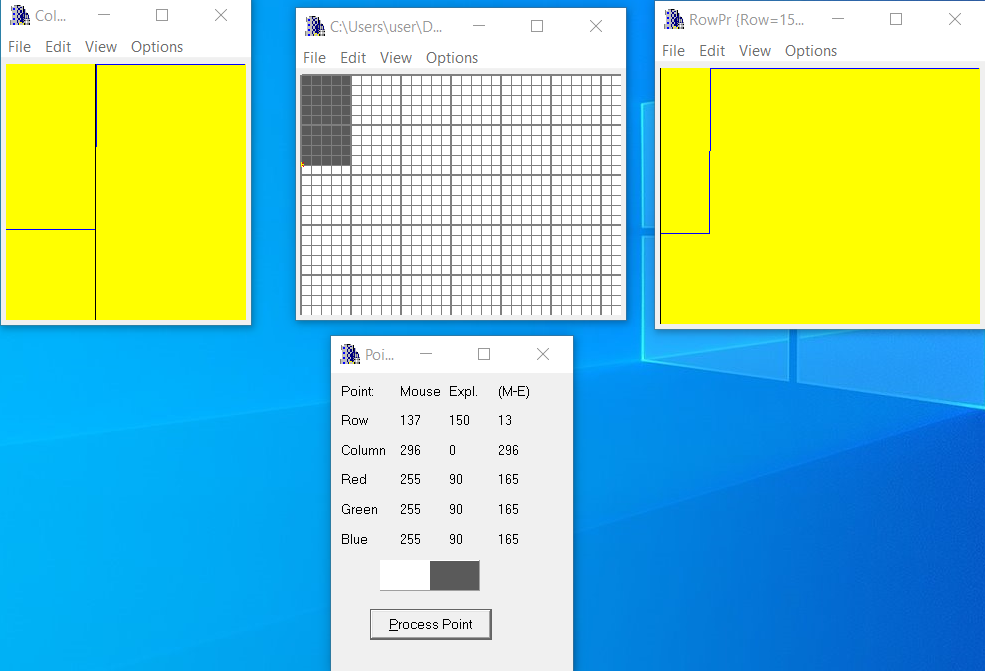 Col...
File Edit View Options
C:\Users\user\D...
File Edit View Options
RowPr {Row=15...
File Edit View Options
Poi...
Point: Mouse Expl. (M-E)
Row 137 150 13
Column 296 0 296
Red 255 90 165
Green 255 90 165
Blue 255 90 165
Process Point